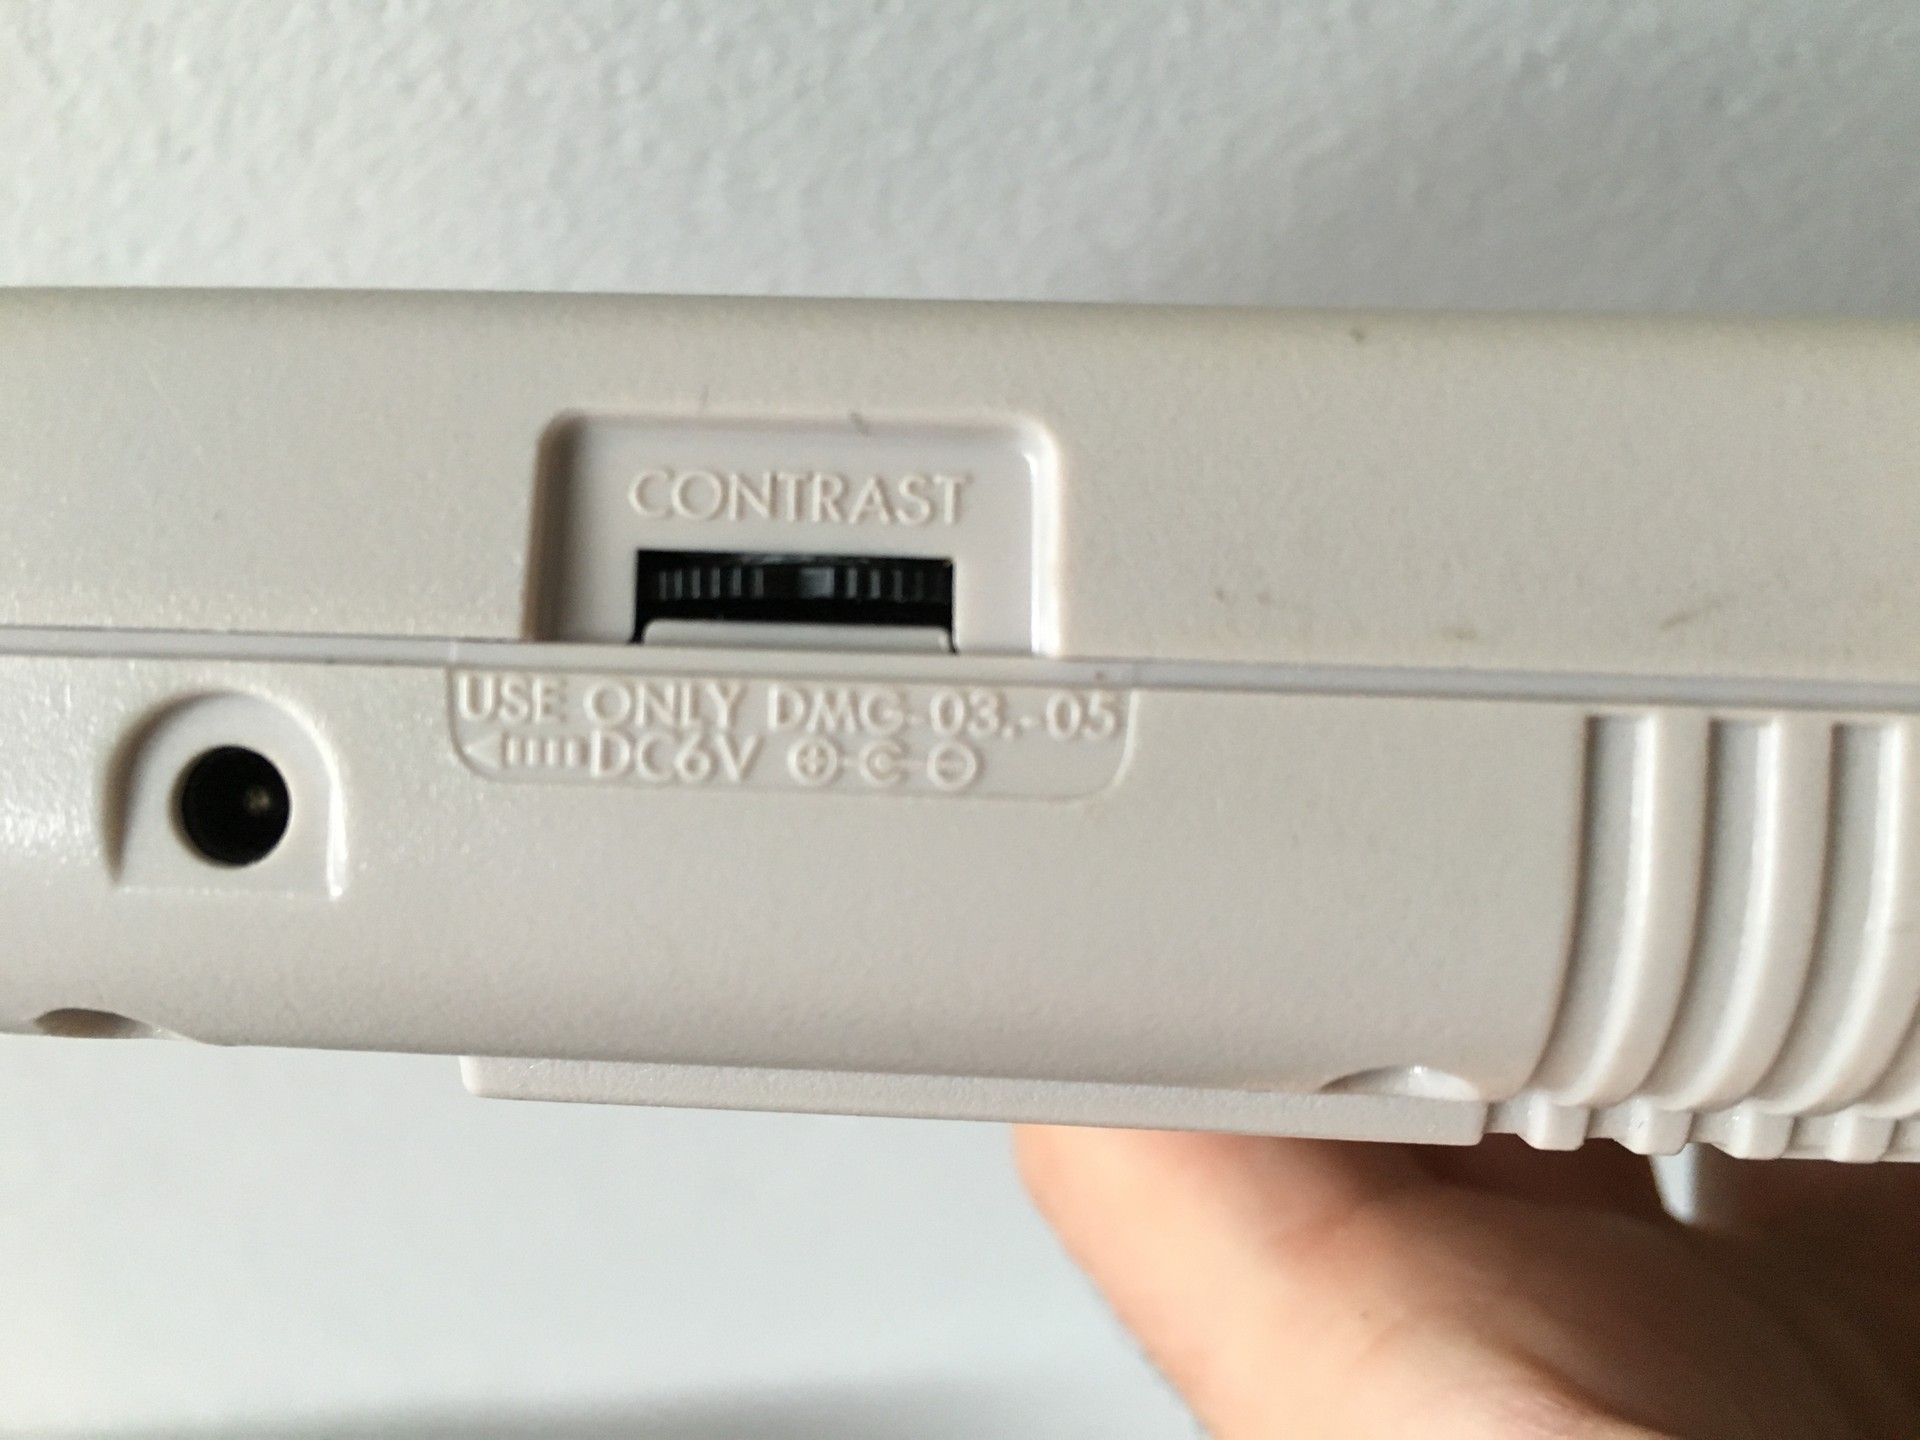 CONTRAST
USE ONLY DMG-03.-05
DC6V